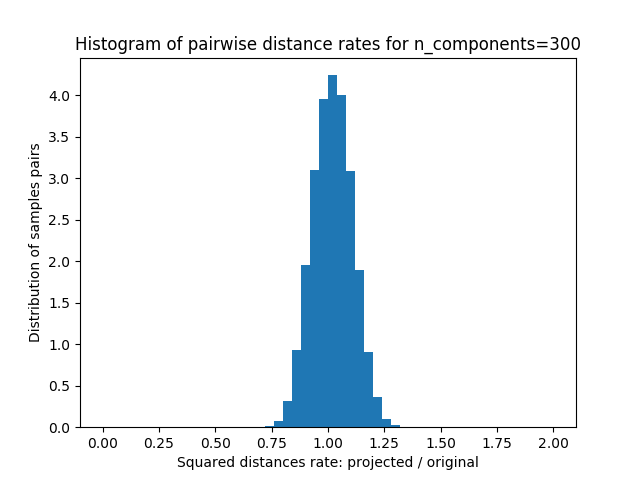 Histogram of pairwise distance rates for n_components=300
Distribution of samples pairs
4.0
3.5
3.0
2.5
2.0
1.5
1.0
0.5
0.0
0.00 0.25 0.50 0.75 1.00 1.25 1.50 1.75 2.00
Squared distances rate: projected / original